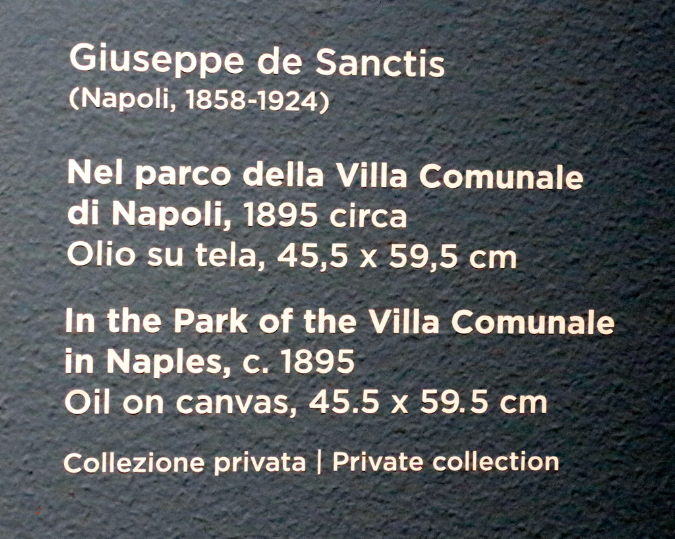 Giuseppe de Sanctis
(Napoli, 1858-1924)
Nel parco della Villa Comunale
di Napoli, 1895 circa
Olio su tela, 45,5 x 59,5 cm
In the Park of the Villa Comunale
in Naples, c. 1895
Oil on canvas, 45.5 x 59.5 cm
Collezione privata | Private collection